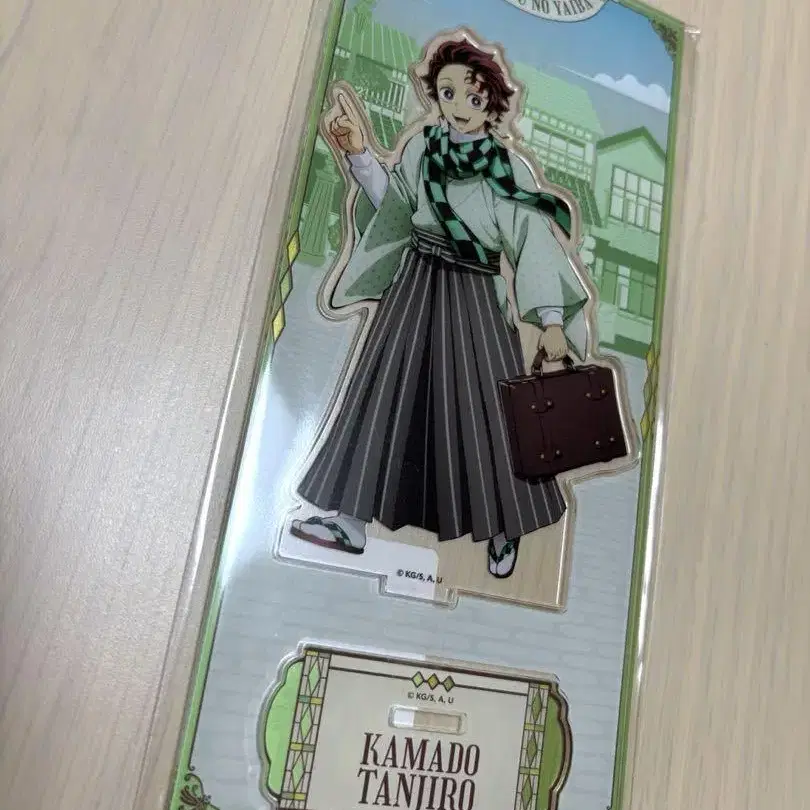 NO YAIBA
© KG/S, A, U
© KG/S, A, U
KAMADO
TANJIRO